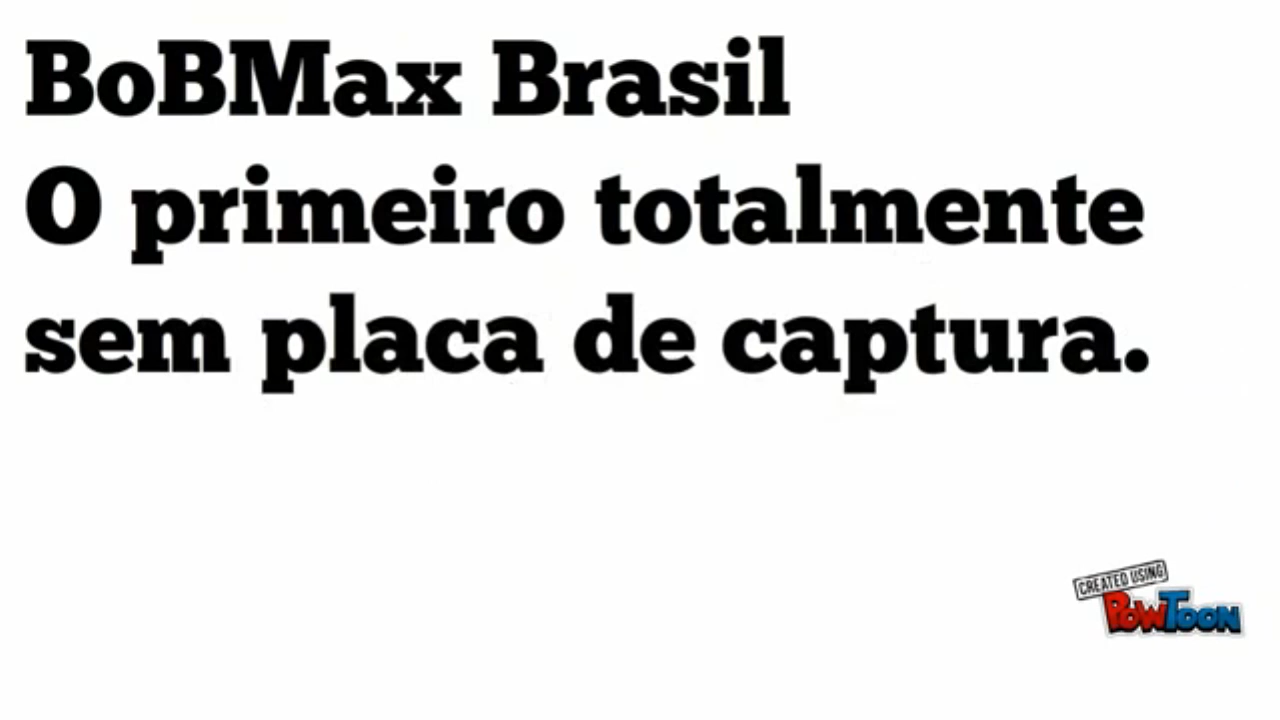 BoBMax Brasil
O primeiro totalmente
sem placa de captura.
CREATED USING
POWTOON